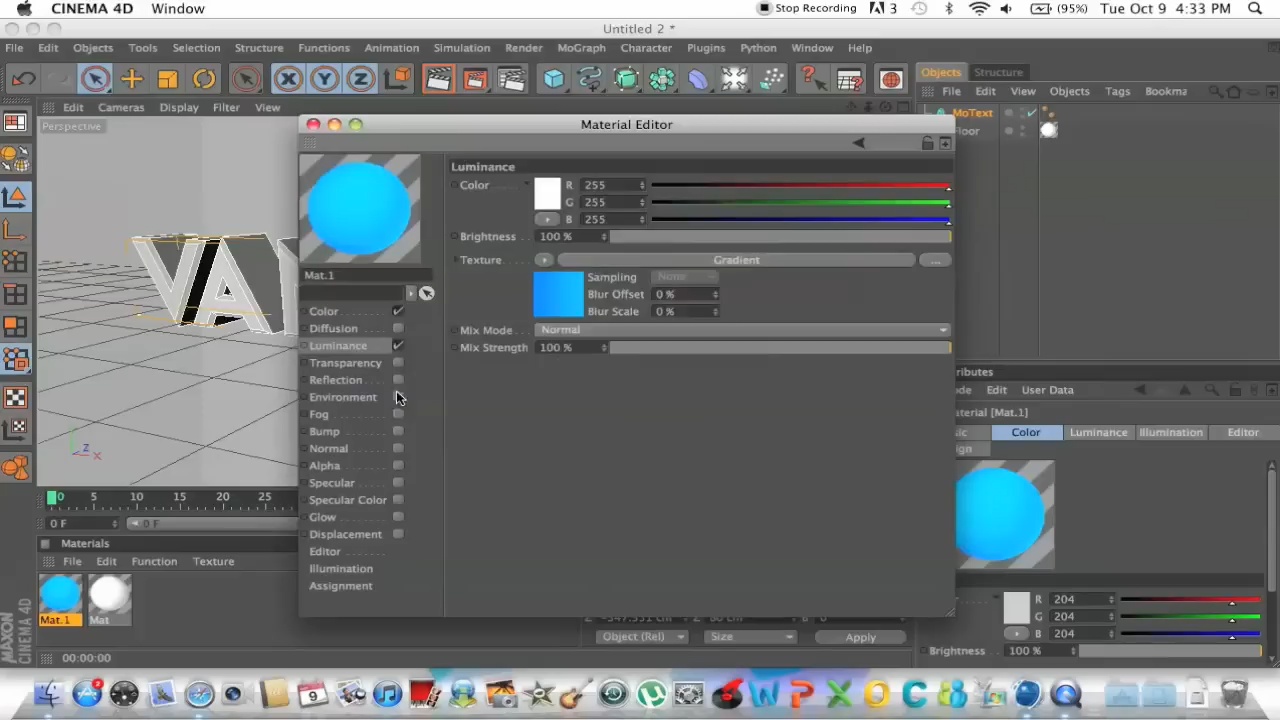 CINEMA 4D Window Stop Recording 3 (95%) Tue Oct 9 4:33 PM
Untitled 2 *
File Edit Objects Tools Selection Structure Functions Animation Simulation Render MoGraph Character Plugins Python Window Help
Objects Structure
File Edit View Objects Tags Bookma
Edit Cameras Display Filter View
Perspective
MoText
loor
Material Editor
Luminance
Color R 255
G 255
B 255
Brightness 100 %
Texture Gradient ...
Sampling None
Blur Offset 0 %
Blur Scale 0 %
Mix Mode Normal
Mix Strength 100 %
Mat.1
Color
Diffusion
Luminance
Transparency
Reflection
Environment
Fog
Bump
Normal
Alpha
Specular
Specular Color
Glow
Displacement
Editor
Illumination
Assignment
VAN
Z X
0 5 10 15 20 25
0 F 0 F
Materials
File Edit Function Texture
Mat.1 Mat
00:00:00
MAXON
CINEMA 4D
Object (Rel) Size Apply
ributes
ode Edit User Data
aterial [Mat.1]
ic Color Luminance Illumination Editor
ign
R 204
G 204
B 204
Brightness 100 %